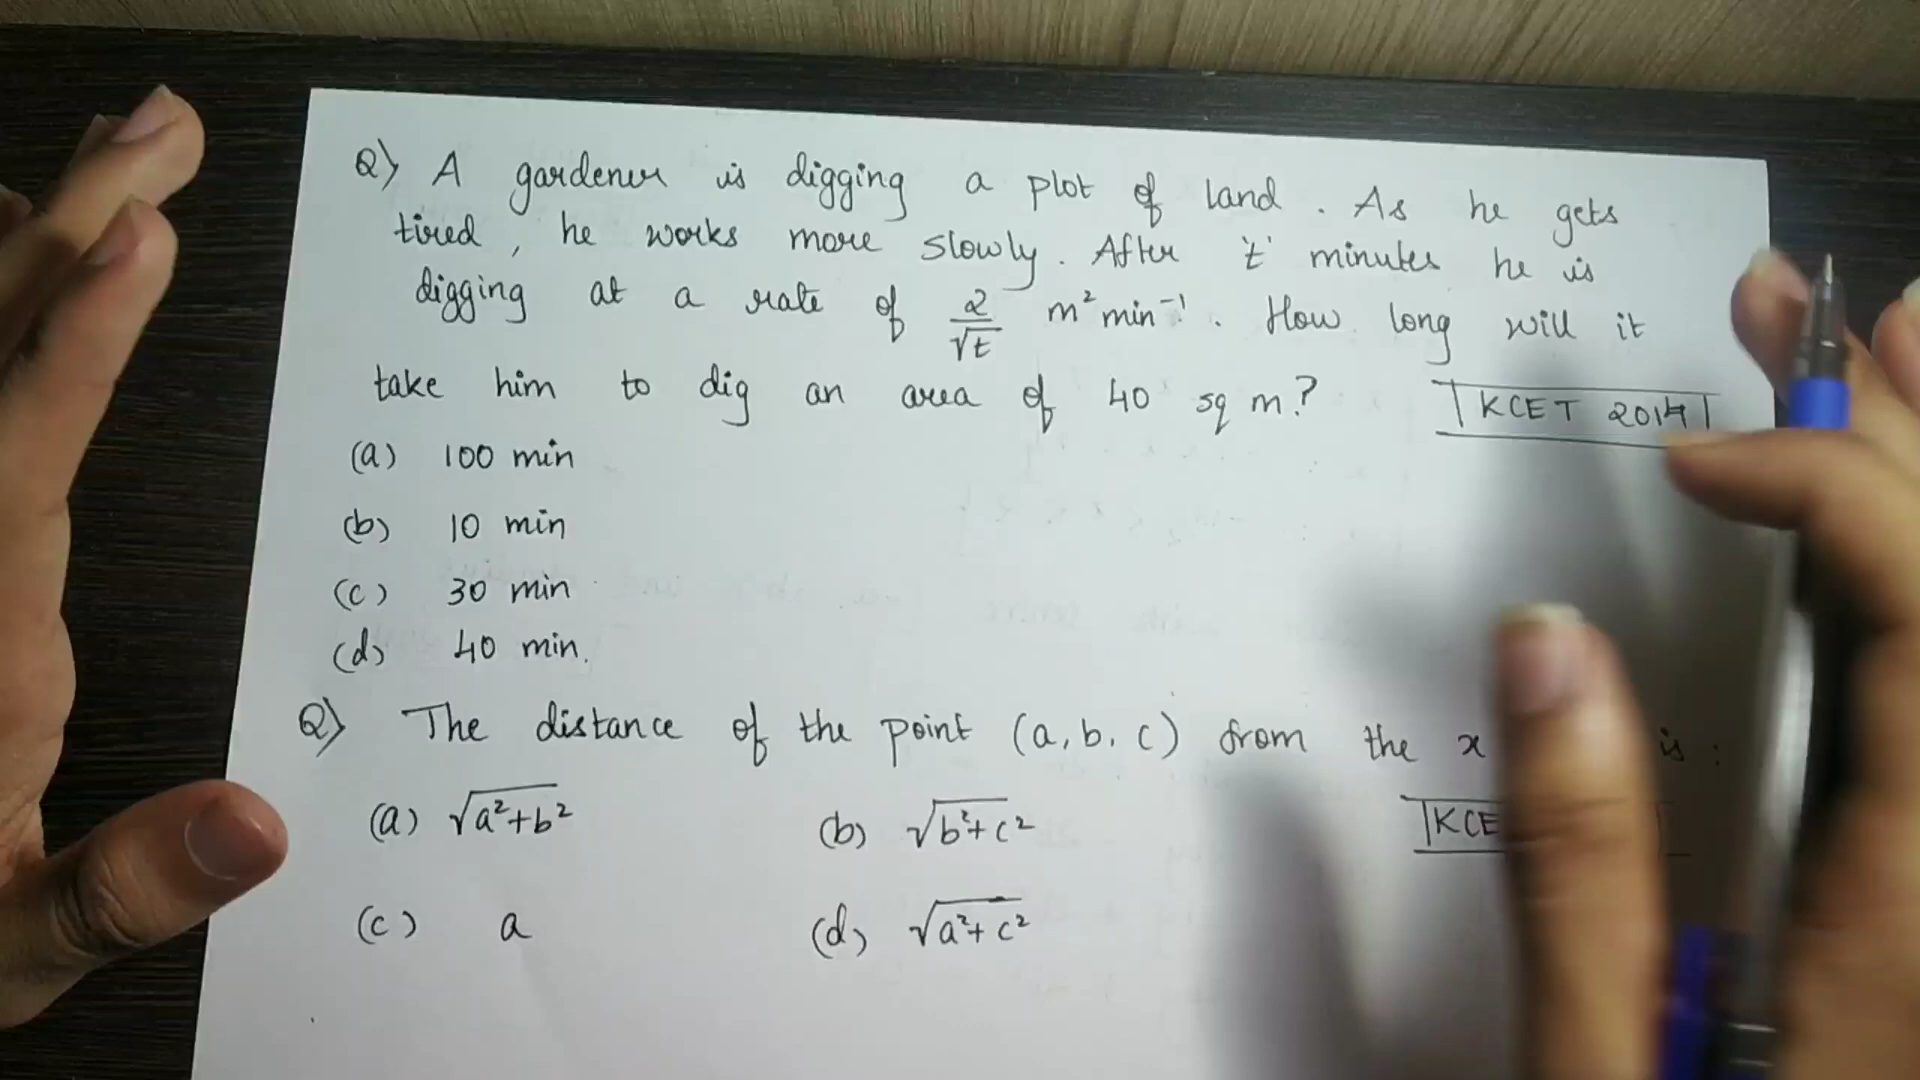 Q) A gardener is digging a plot of land. As he gets
tired, he works more slowly. After 't' minutes he is
digging at a rate of 2/√t m² min⁻¹. How long will it
take him to dig an area of 40 sq m?
KCET 2014
(a) 100 min
(b) 10 min
(c) 30 min
(d) 40 min.
Q) The distance of the point (a, b, c) from the x is :
(a) √a²+b² (b) √b²+c²
(c) a (d) √a²+c²